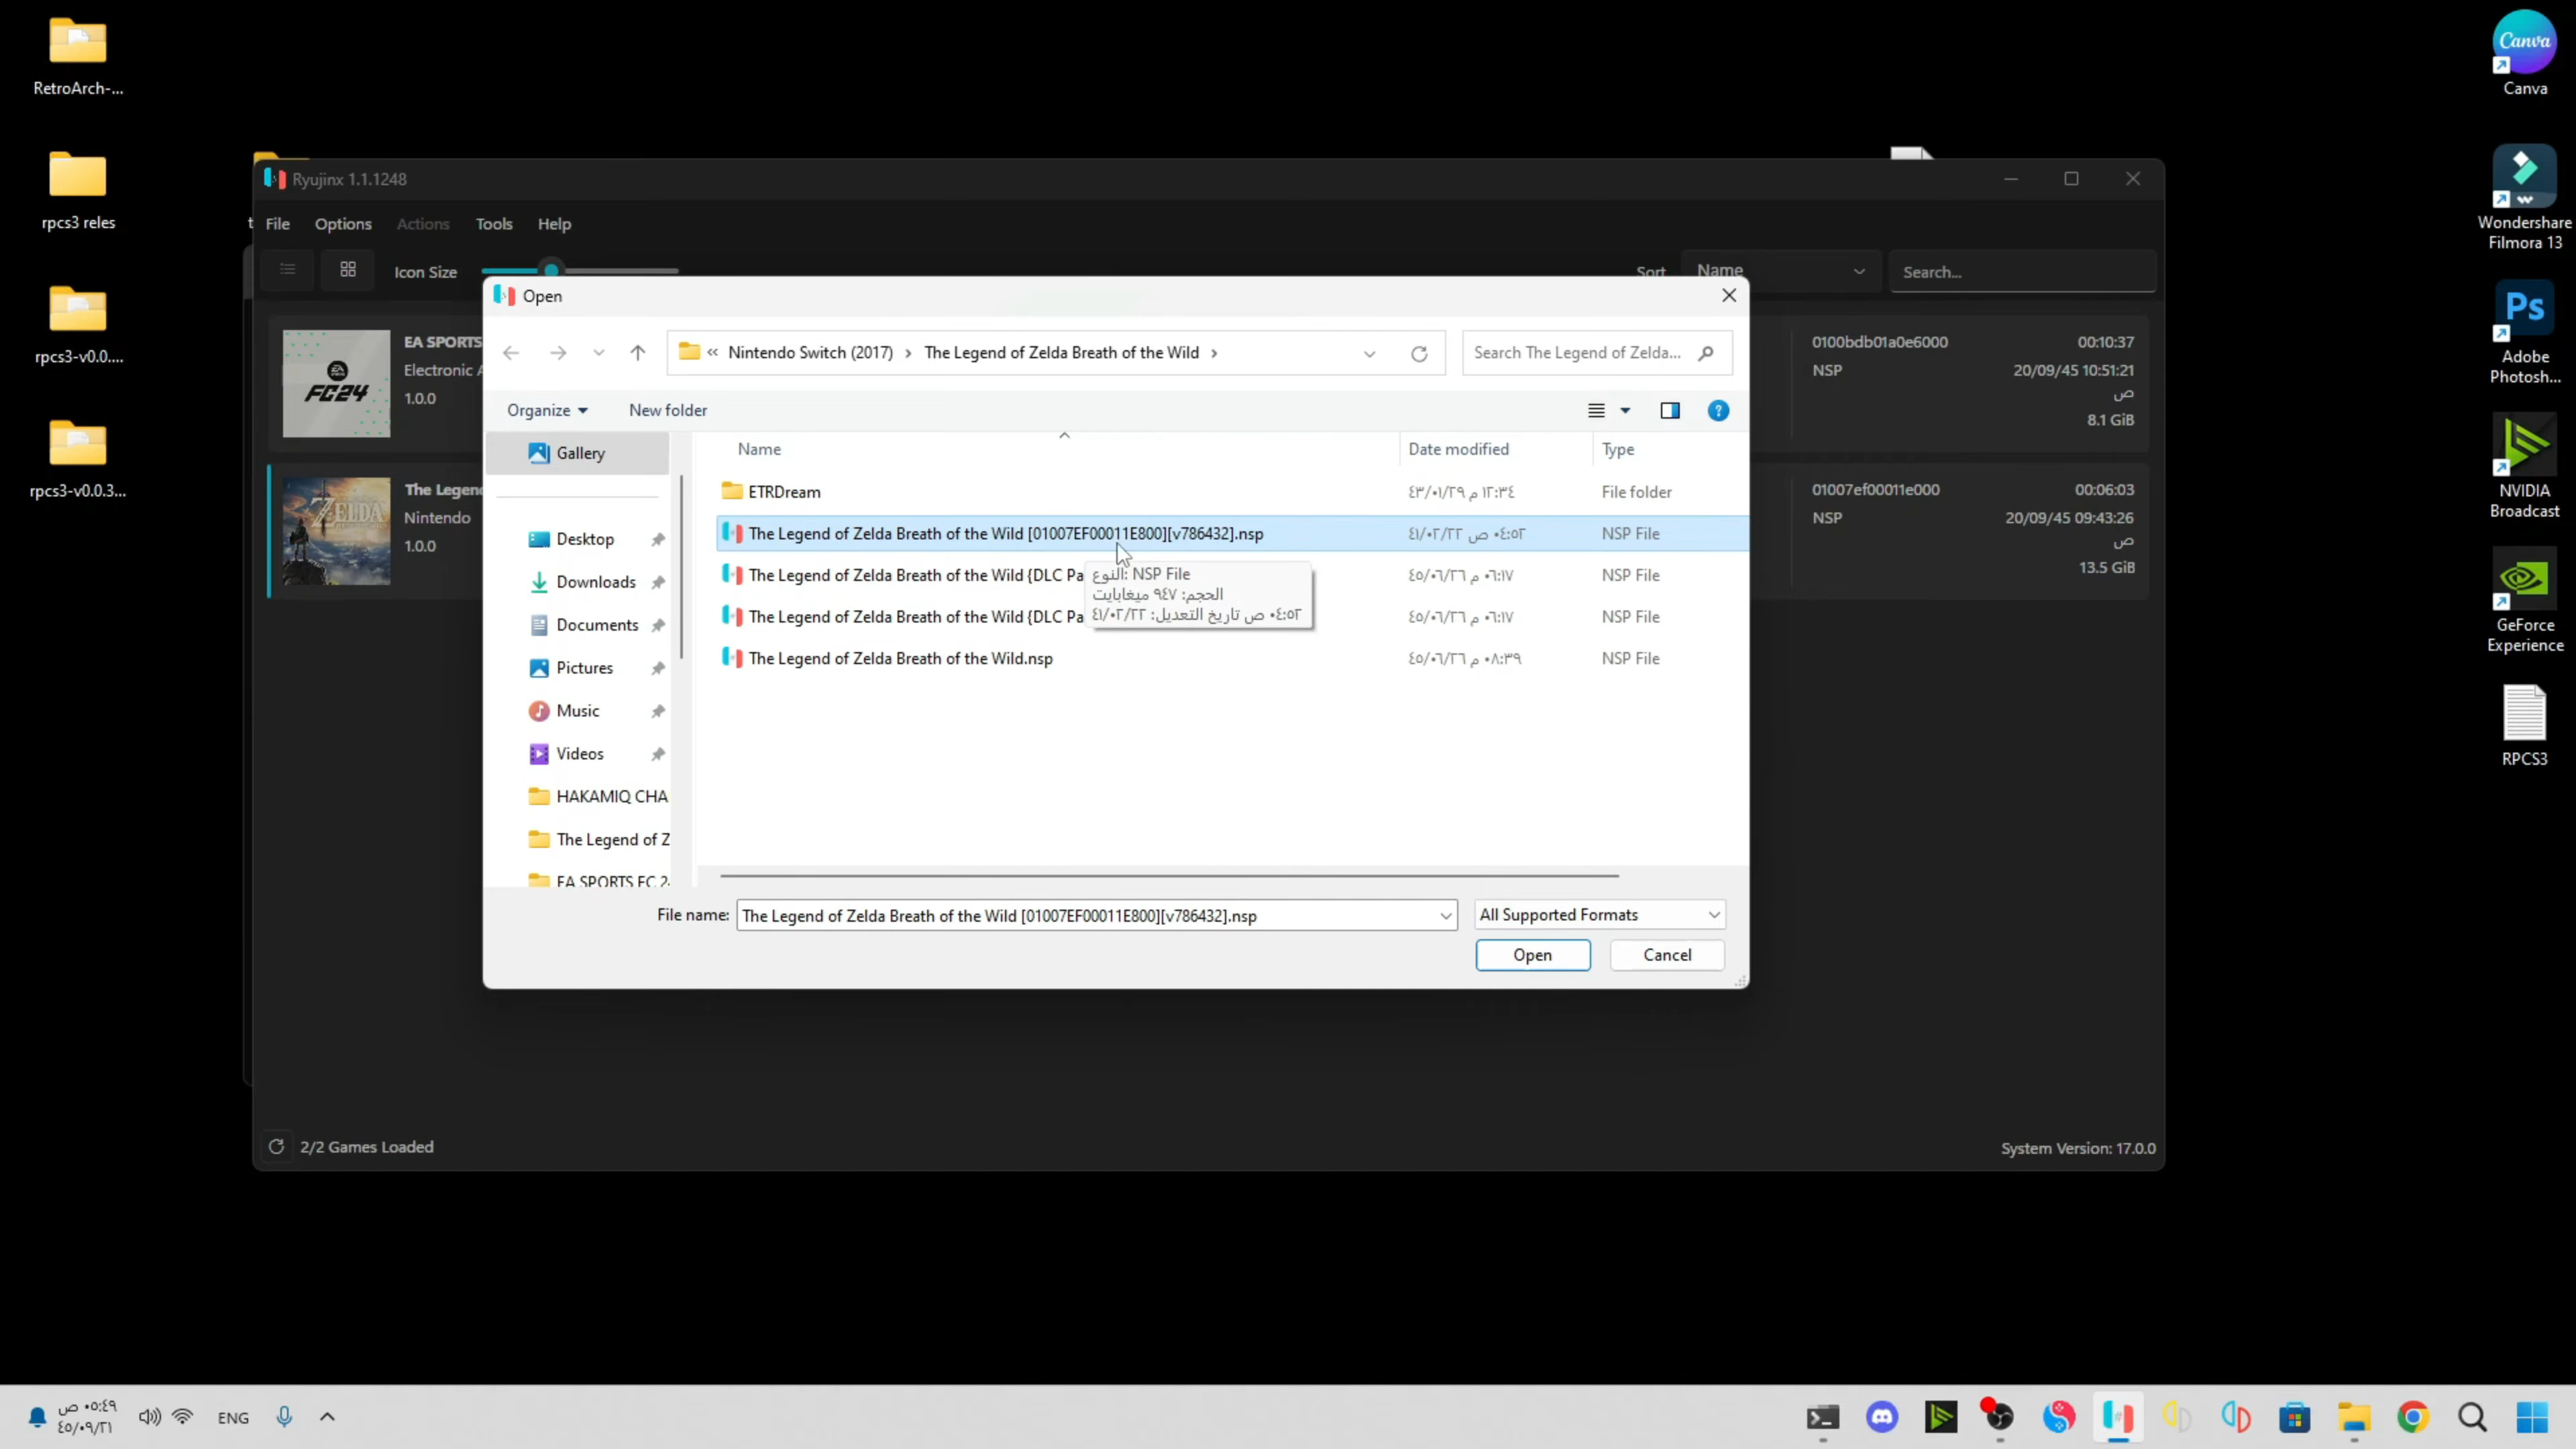 RetroArch-...
rpcs3 reles
rpcs3-v0.0....
rpcs3-v0.0.3...
Canva
Canva
Wondershare
Filmora 13
Ps
Adobe
Photosh...
NVIDIA
Broadcast
GeForce
Experience
RPCS3
Ryujinx 1.1.1248
File Options Actions Tools Help
Icon Size
Sort Name Search...
EA SPORTS
FC24
EA SPORTS
Electronic A
1.0.0
0100bdb01a0e6000 00:10:37
NSP 20/09/45 10:51:21
ص
8.1 GiB
ZELDA
The Legend
Nintendo
1.0.0
01007ef00011e000 00:06:03
NSP 20/09/45 09:43:26
ص
13.5 GiB
Open
« Nintendo Switch (2017) › The Legend of Zelda Breath of the Wild › Search The Legend of Zelda...
Organize New folder ?
Gallery
Desktop
Downloads
Documents
Pictures
Music
Videos
HAKAMIQ CHA
The Legend of Z
EA SPORTS FC 2
Name Date modified Type
ETRDream ١٢:٣٤ م ٤٣/٠١/٢٩ File folder
The Legend of Zelda Breath of the Wild [01007EF00011E800][v786432].nsp ٠٤:٥٢ ص ٤١/٠٢/٢٢ NSP File
The Legend of Zelda Breath of the Wild {DLC Pa ٠٦:١٧ م ٤٥/٠٦/٢٦ NSP File
The Legend of Zelda Breath of the Wild {DLC Pa ٠٦:١٧ م ٤٥/٠٦/٢٦ NSP File
The Legend of Zelda Breath of the Wild.nsp ٠٨:٣٩ م ٤٥/٠٦/٢٦ NSP File
النوع: NSP File
الحجم: ٩٤٧ ميغابايت
تاريخ التعديل: ٤١/٠٢/٢٢ ٠٤:٥٢ ص
File name: The Legend of Zelda Breath of the Wild [01007EF00011E800][v786432].nsp All Supported Formats
Open Cancel
2/2 Games Loaded
System Version: 17.0.0
٠٥:٤٩ ص
٤٥/٠٩/٢١
ENG